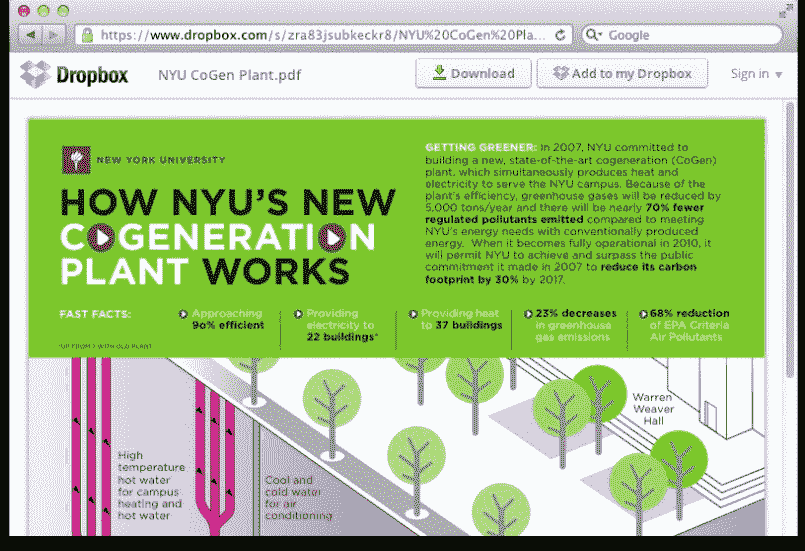 https://www.dropbox.com/s/zra83jsubkeckr8/NYU%20CoGen%20Pla...
Google
Dropbox
NYU CoGen Plant.pdf
Download
Add to my Dropbox
Sign in
NEW YORK UNIVERSITY
HOW NYU'S NEW
COGENERATION
PLANT WORKS
GETTING GREENER: In 2007, NYU committed to
building a new, state-of-the-art cogeneration (CoGen)
plant, which simultaneously produces heat and
electricity to serve the NYU campus. Because of the
plant's efficiency, greenhouse gases will be reduced by
5,000 tons/year and there will be nearly 70% fewer
regulated pollutants emitted compared to meeting
NYU's energy needs with conventionally produced
energy. When it becomes fully operational in 2010, it
will permit NYU to achieve and surpass the public
commitment it made in 2007 to reduce its carbon
footprint by 30% by 2017.
FAST FACTS:
Approaching
90% efficient
Providing
electricity to
22 buildings*
Providing heat
to 37 buildings
23% decreases
in greenhouse
gas emissions
68% reduction
of EPA Criteria
Air Pollutants
*UP FROM 7 WITH OLD PLANT
Warren
Weaver
Hall
High
temperature
hot water
for campus
heating and
hot water
Cool and
cold water
for air
conditioning